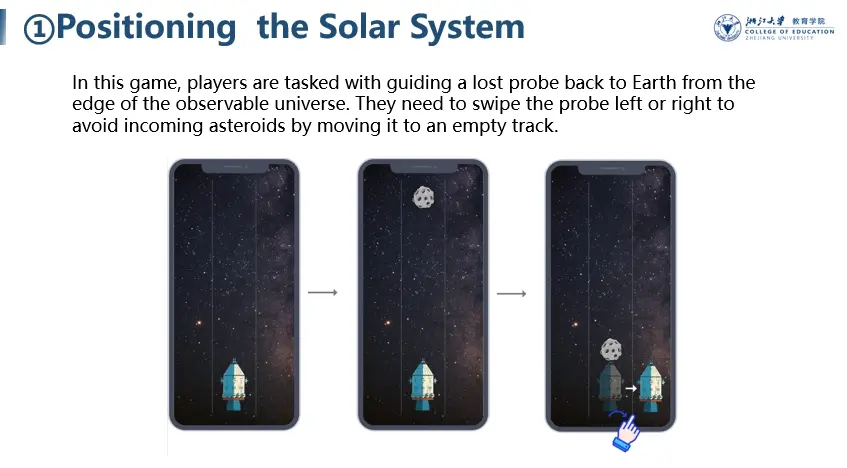 ①Positioning the Solar System
浙江大学 教育学院
COLLEGE OF EDUCATION
ZHEJIANG UNIVERSITY
In this game, players are tasked with guiding a lost probe back to Earth from the
edge of the observable universe. They need to swipe the probe left or right to
avoid incoming asteroids by moving it to an empty track.